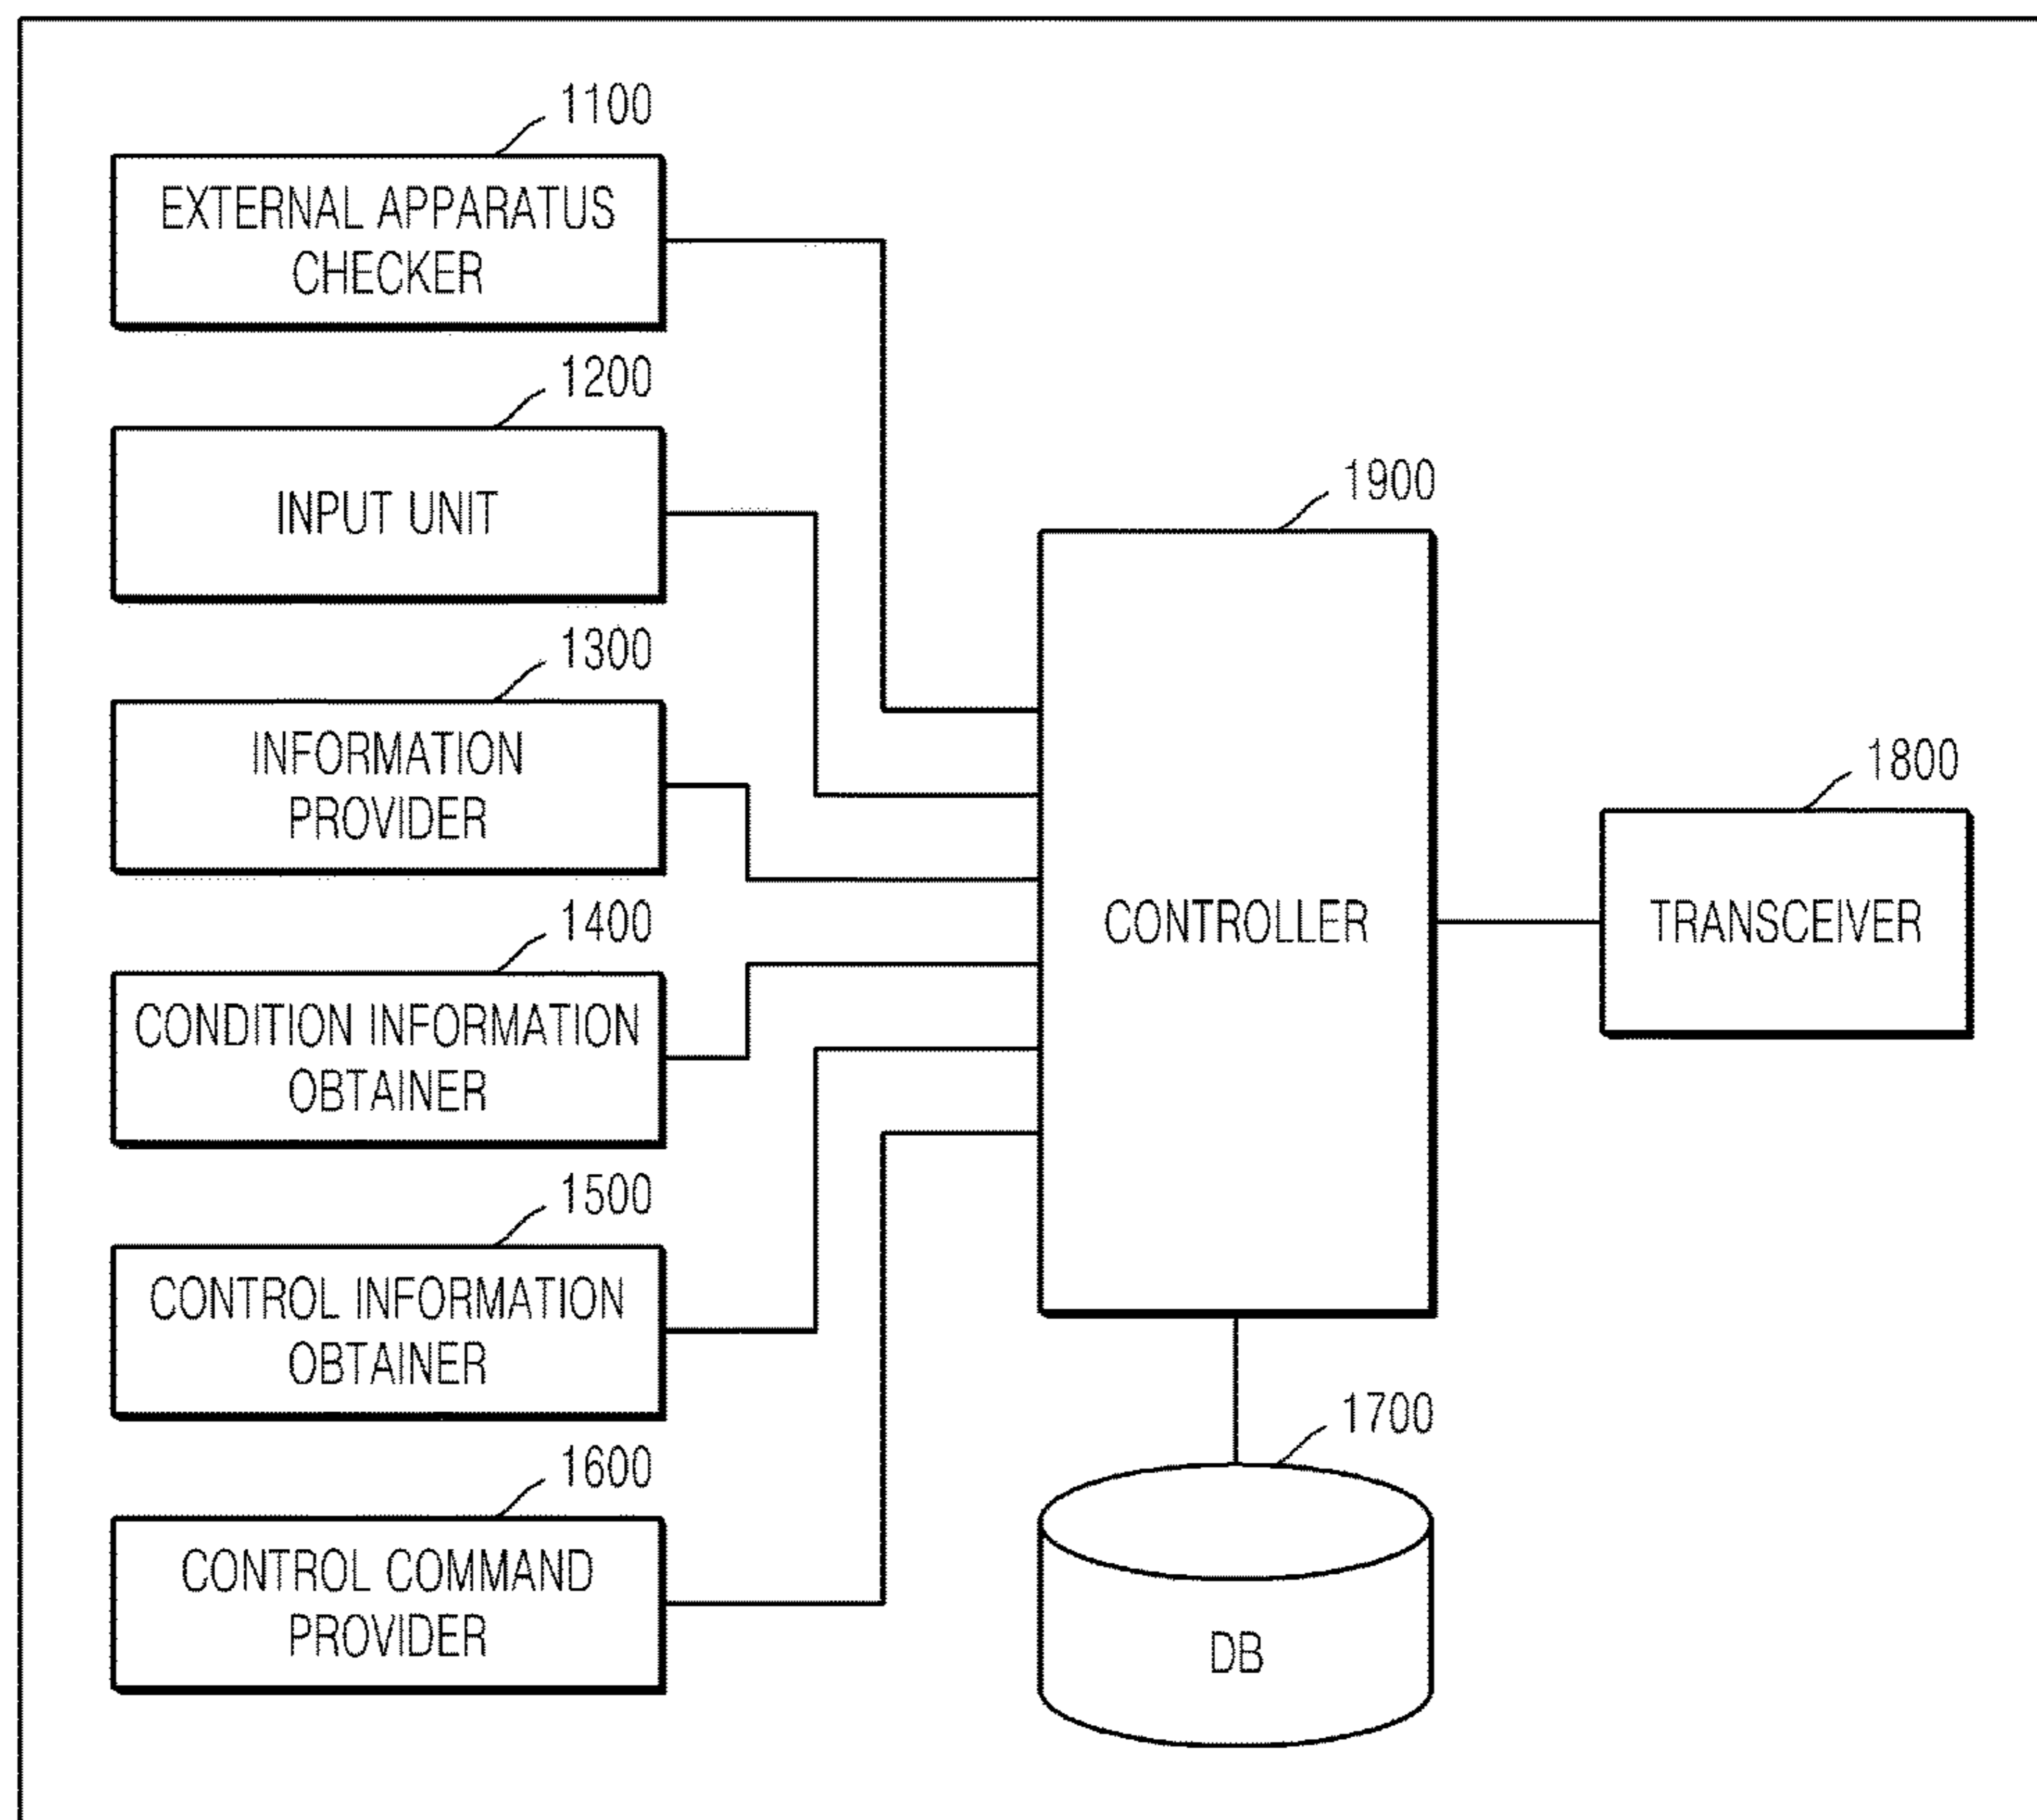 1100
EXTERNAL APPARATUS
CHECKER
1200
INPUT UNIT
1300
INFORMATION
PROVIDER
1400
CONDITION INFORMATION
OBTAINER
1500
CONTROL INFORMATION
OBTAINER
1600
CONTROL COMMAND
PROVIDER
1900
CONTROLLER
1800
TRANSCEIVER
1700
DB